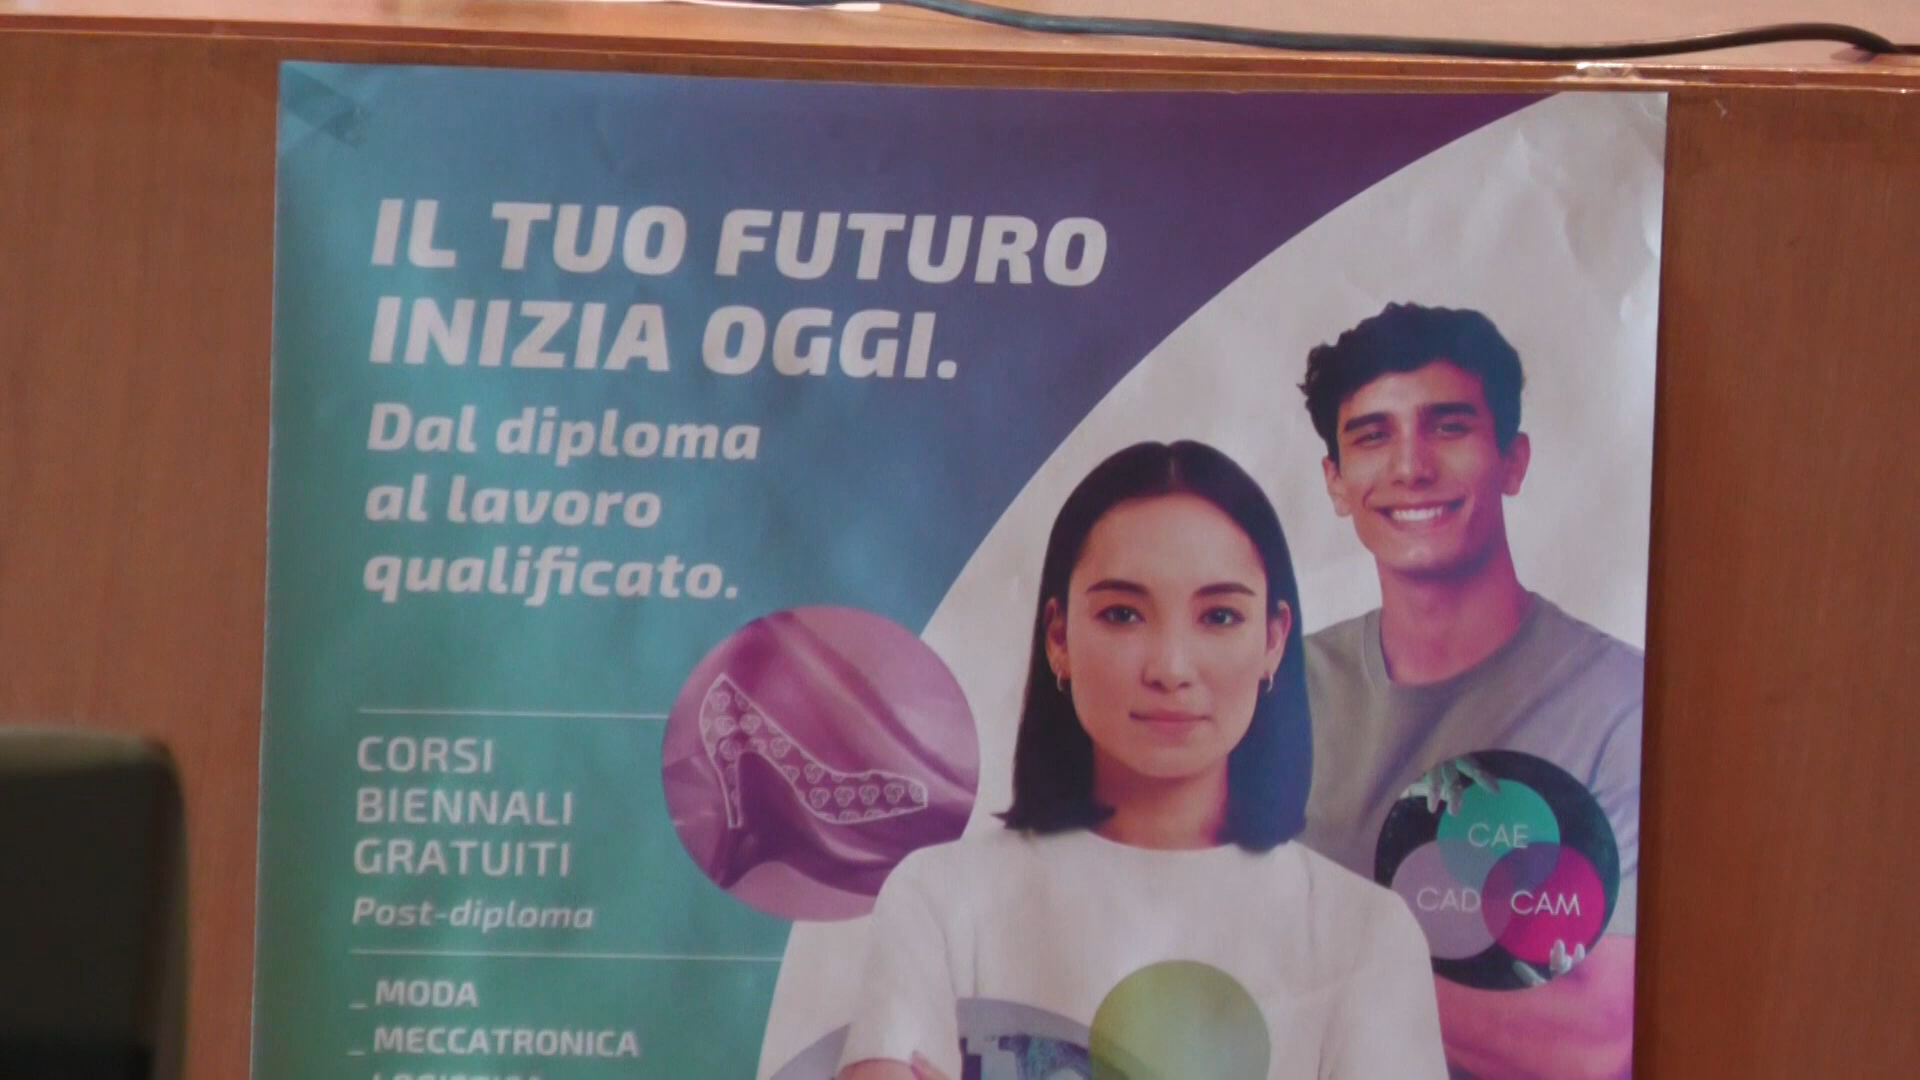 IL TUO FUTURO
INIZIA OGGI.
Dal diploma
al lavoro
qualificato.
CORSI
BIENNALI
GRATUITI
Post-diploma
_ MODA
_ MECCATRONICA
CAE
CAD CAM